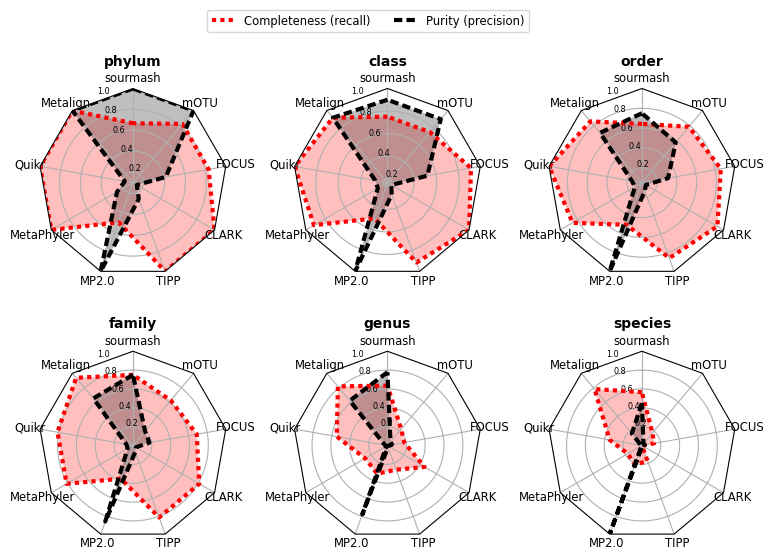 Completeness (recall) Purity (precision)
phylum
sourmash
1.0
Metalign mOTU
0.8
0.6
0.4
0.2
Quikr FOCUS
MetaPhyler CLARK
MP2.0 TIPP
class
sourmash
1.0
Metalign mOTU
0.8
0.6
0.4
0.2
Quikr FOCUS
MetaPhyler CLARK
MP2.0 TIPP
order
sourmash
1.0
Metalign mOTU
0.8
0.6
0.4
0.2
Quikr FOCUS
MetaPhyler CLARK
MP2.0 TIPP
family
sourmash
1.0
Metalign mOTU
0.8
0.6
0.4
0.2
Quikr FOCUS
MetaPhyler CLARK
MP2.0 TIPP
genus
sourmash
1.0
Metalign mOTU
0.8
0.6
0.4
0.2
Quikr FOCUS
MetaPhyler CLARK
MP2.0 TIPP
species
sourmash
1.0
Metalign mOTU
0.8
0.6
0.4
0.2
Quikr FOCUS
MetaPhyler CLARK
MP2.0 TIPP